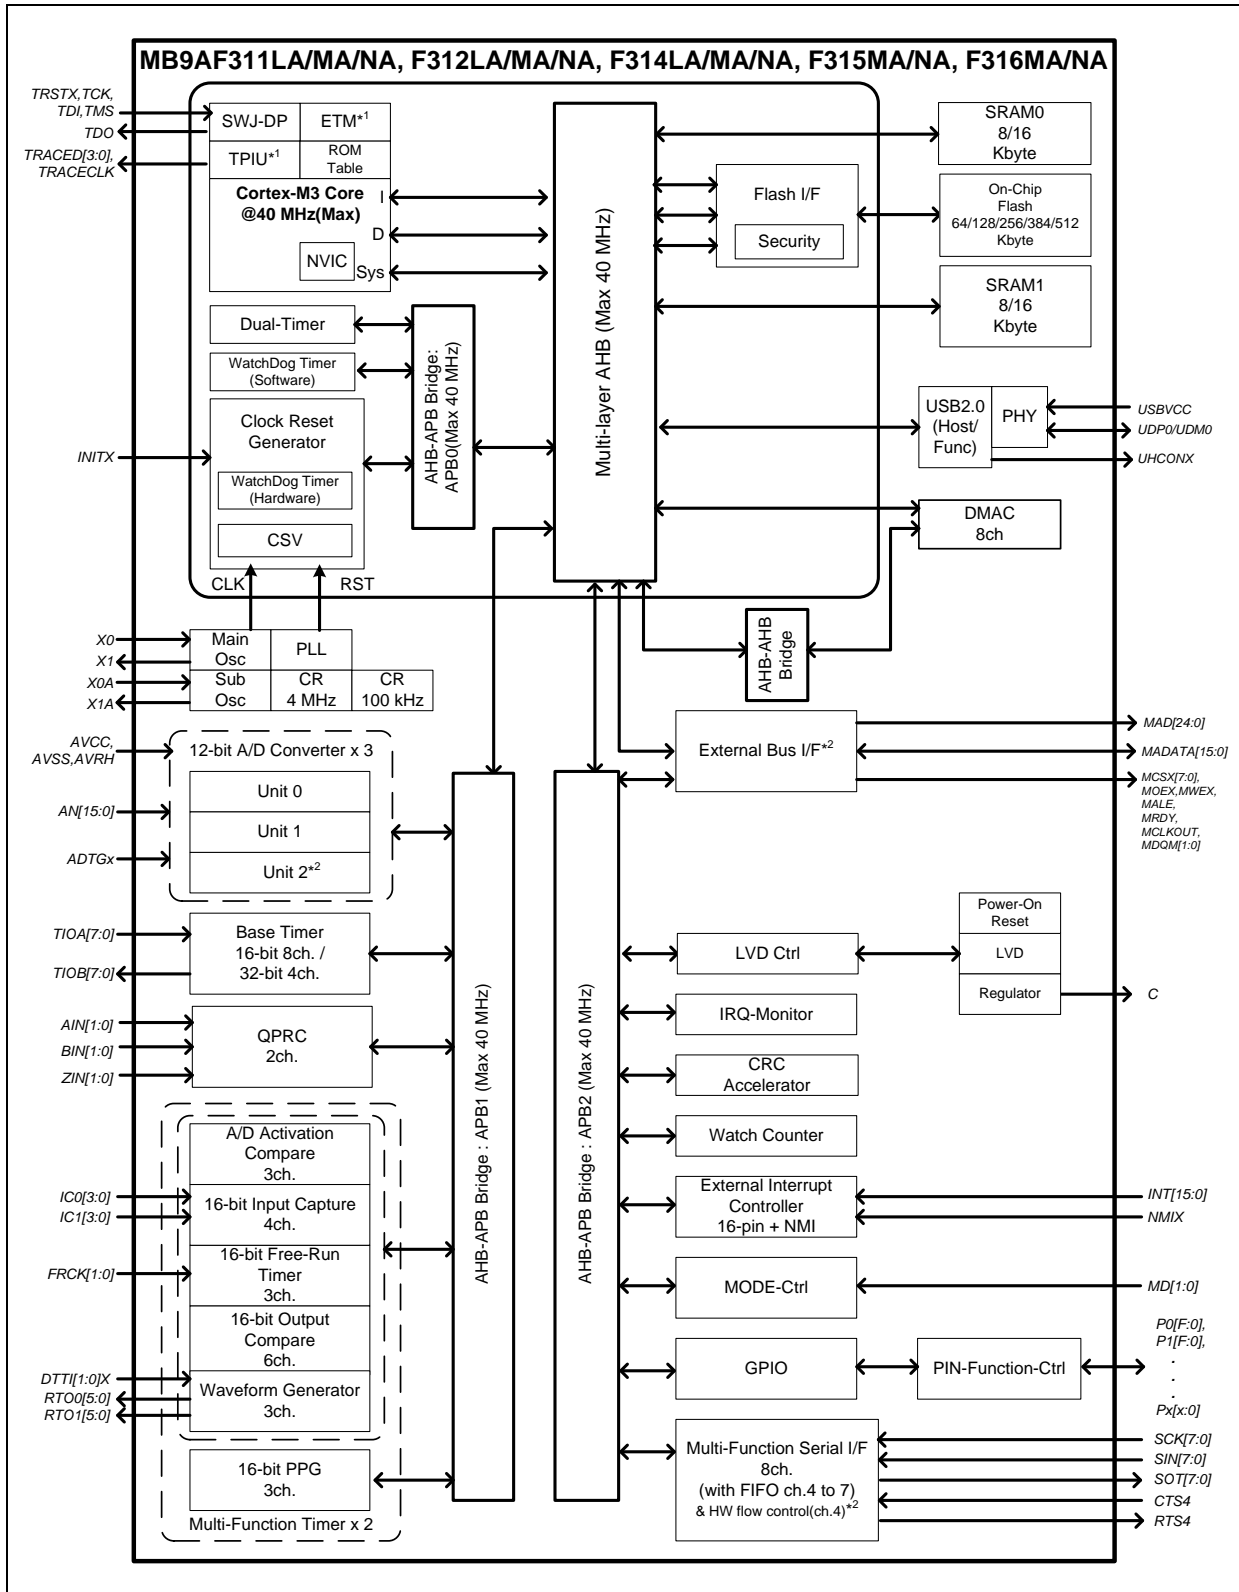 MB9AF311LA/MA/NA, F312LA/MA/NA, F314LA/MA/NA, F315MA/NA, F316MA/NA
TRSTX,TCK,
TDI,TMS
TDO
TRACED[3:0],
TRACECLK
SWJ-DP
ETM*1
TPIU*1
ROM
Table
Cortex-M3 Core
@40 MHz(Max)
I
D
NVIC
Sys
Dual-Timer
WatchDog Timer
(Software)
Clock Reset
Generator
WatchDog Timer
(Hardware)
CSV
INITX
CLK
RST
AHB-APB Bridge:
APB0(Max 40 MHz)
Multi-layer AHB (Max 40 MHz)
Flash I/F
Security
SRAM0
8/16
Kbyte
On-Chip
Flash
64/128/256/384/512
Kbyte
SRAM1
8/16
Kbyte
USB2.0
(Host/
Func)
PHY
USBVCC
UDP0/UDM0
UHCONX
DMAC
8ch
AHB-AHB
Bridge
X0
X1
X0A
X1A
Main
Osc
PLL
Sub
Osc
CR
4 MHz
CR
100 kHz
AVCC,
AVSS,AVRH
AN[15:0]
ADTGx
12-bit A/D Converter x 3
Unit 0
Unit 1
Unit 2*2
TIOA[7:0]
TIOB[7:0]
Base Timer
16-bit 8ch. /
32-bit 4ch.
AIN[1:0]
BIN[1:0]
ZIN[1:0]
QPRC
2ch.
A/D Activation
Compare
3ch.
IC0[3:0]
IC1[3:0]
16-bit Input Capture
4ch.
FRCK[1:0]
16-bit Free-Run
Timer
3ch.
16-bit Output
Compare
6ch.
DTTI[1:0]X
RTO0[5:0]
RTO1[5:0]
Waveform Generator
3ch.
16-bit PPG
3ch.
Multi-Function Timer x 2
AHB-APB Bridge : APB1 (Max 40 MHz)
AHB-APB Bridge : APB2 (Max 40 MHz)
External Bus I/F*2
MAD[24:0]
MADATA[15:0]
MCSX[7:0],
MOEX,MWEX,
MALE,
MRDY,
MCLKOUT,
MDQM[1:0]
LVD Ctrl
Power-On
Reset
LVD
Regulator
C
IRQ-Monitor
CRC
Accelerator
Watch Counter
External Interrupt
Controller
16-pin + NMI
INT[15:0]
NMIX
MODE-Ctrl
MD[1:0]
GPIO
PIN-Function-Ctrl
P0[F:0],
P1[F:0],
.
.
.
Px[x:0]
Multi-Function Serial I/F
8ch.
(with FIFO ch.4 to 7)
& HW flow control(ch.4)*2
SCK[7:0]
SIN[7:0]
SOT[7:0]
CTS4
RTS4